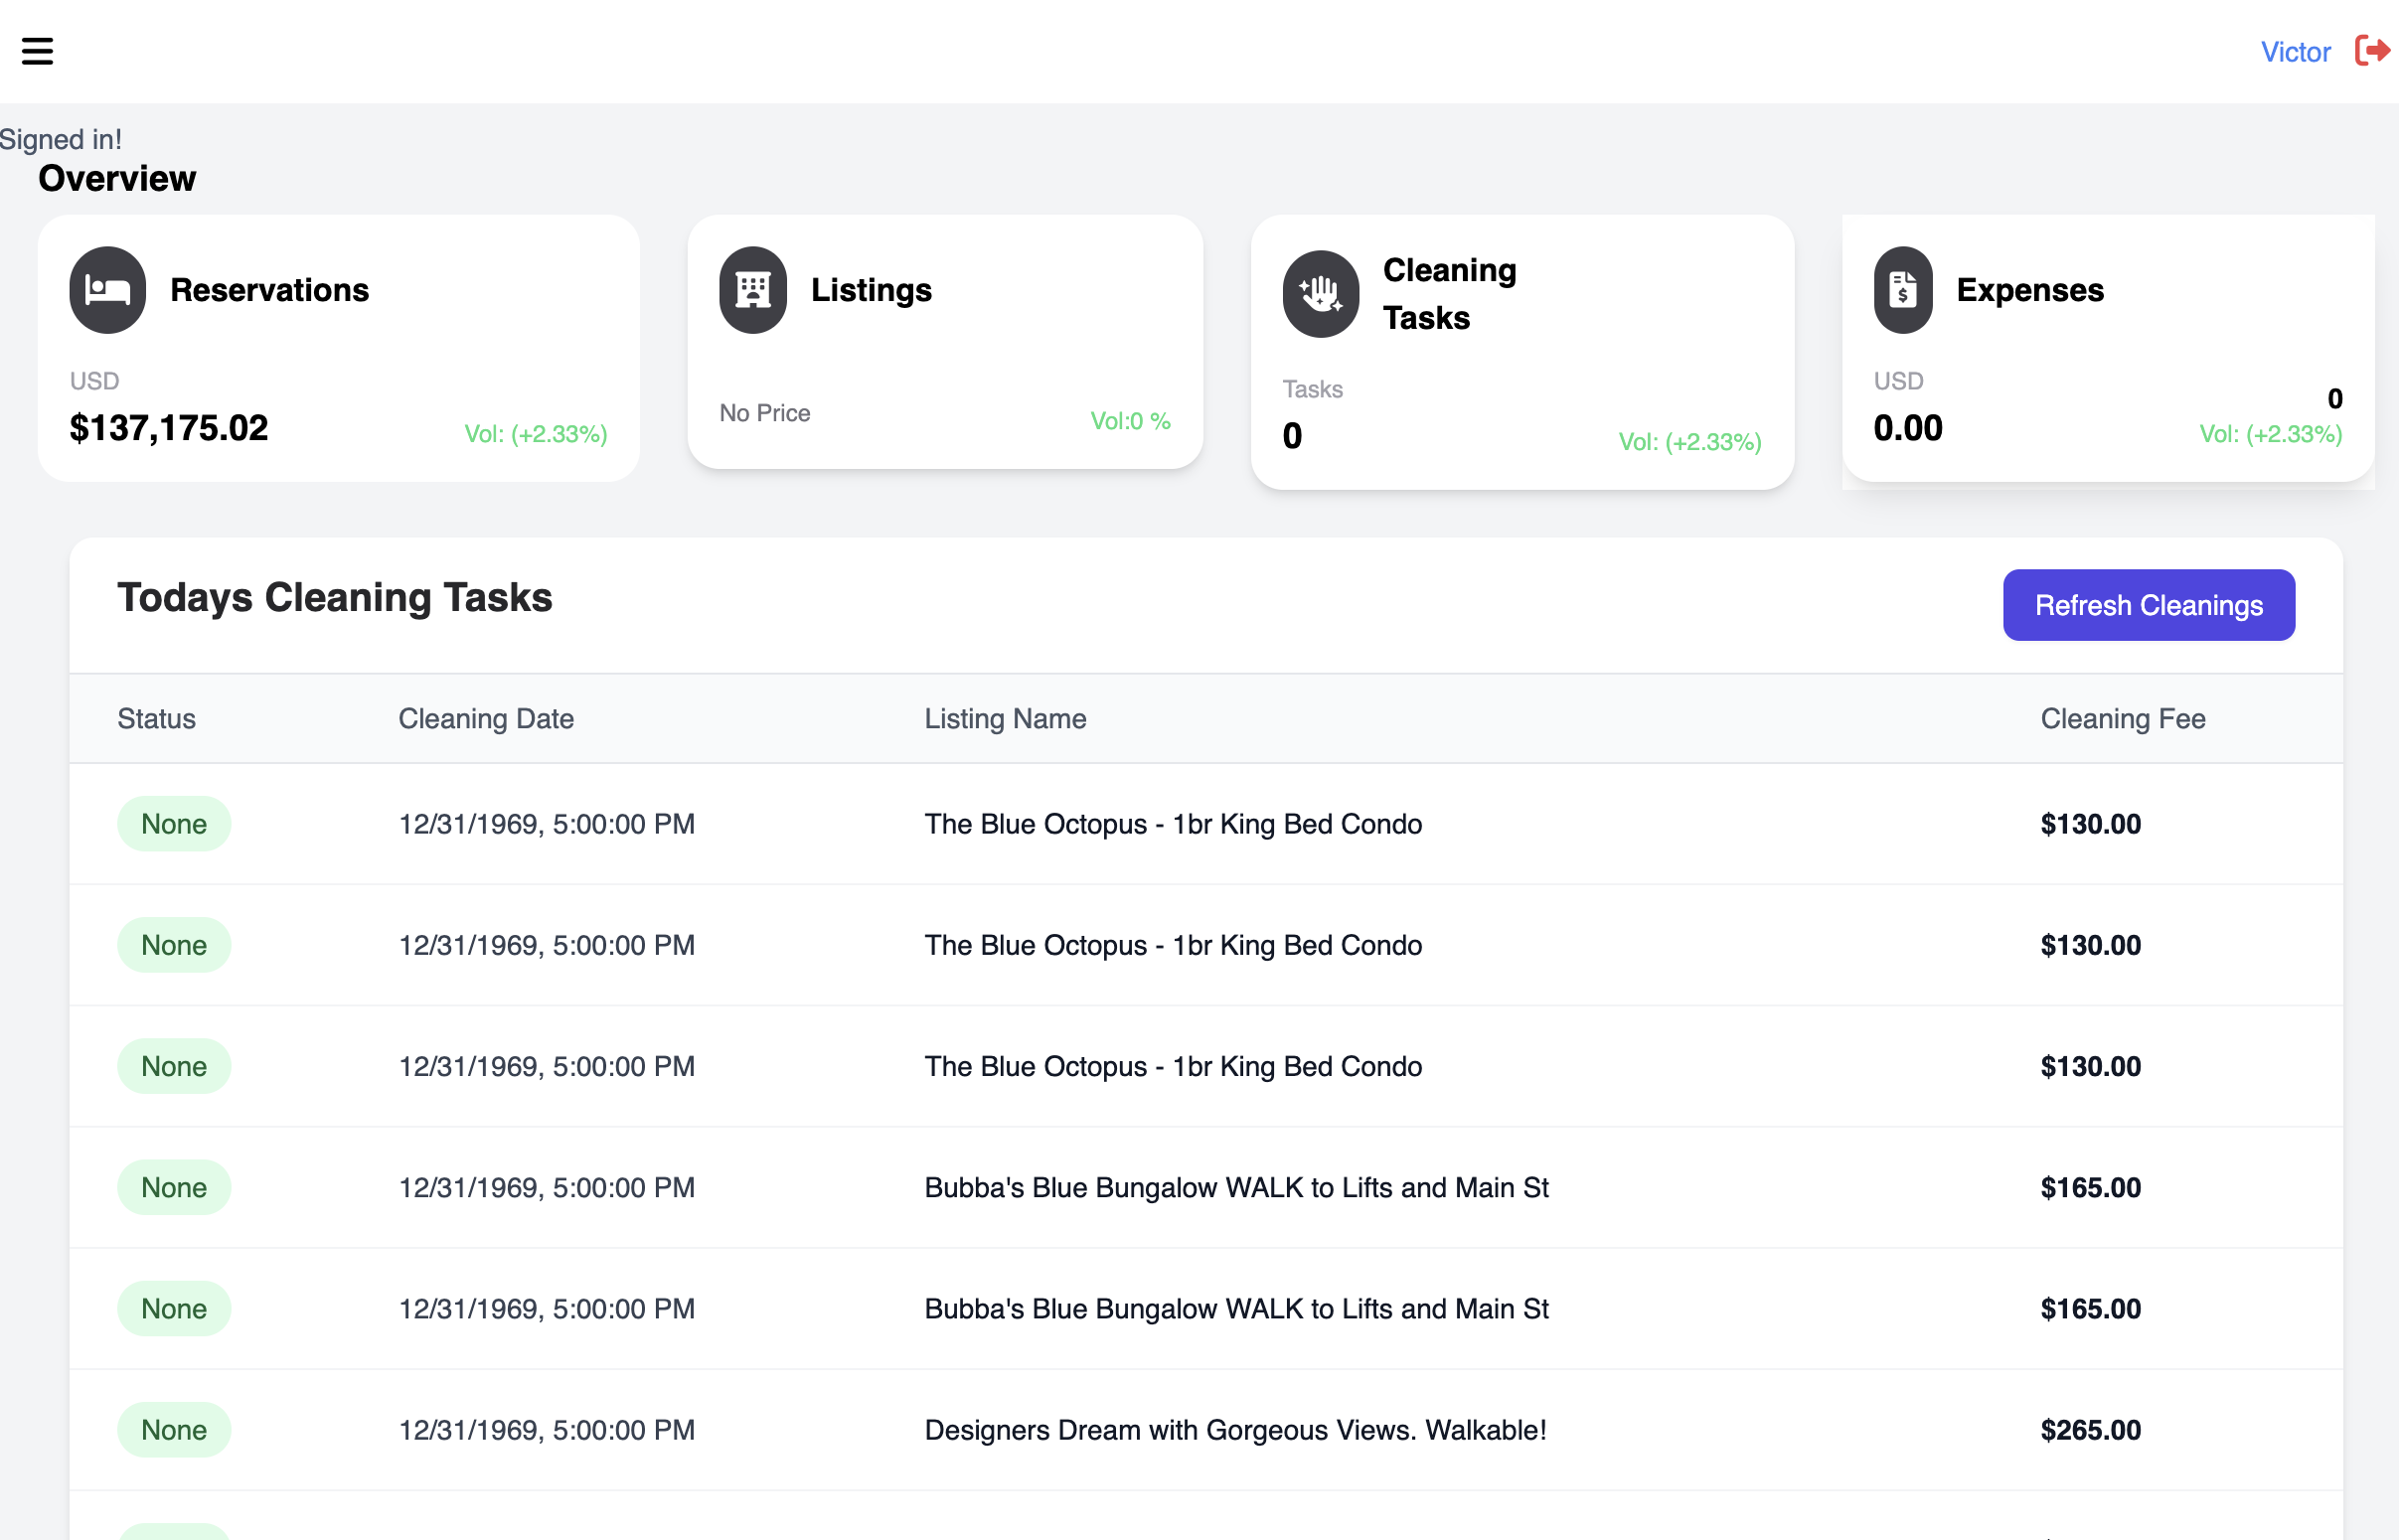 Victor
Signed in!
Overview
Reservations
USD
$137,175.02
Vol: (+2.33%)
Listings
No Price
Vol:0 %
Cleaning
Tasks
Tasks
0
Vol: (+2.33%)
Expenses
USD
0.00
0
Vol: (+2.33%)
Todays Cleaning Tasks
Refresh Cleanings
Status Cleaning Date Listing Name Cleaning Fee
None 12/31/1969, 5:00:00 PM The Blue Octopus - 1br King Bed Condo $130.00
None 12/31/1969, 5:00:00 PM The Blue Octopus - 1br King Bed Condo $130.00
None 12/31/1969, 5:00:00 PM The Blue Octopus - 1br King Bed Condo $130.00
None 12/31/1969, 5:00:00 PM Bubba's Blue Bungalow WALK to Lifts and Main St $165.00
None 12/31/1969, 5:00:00 PM Bubba's Blue Bungalow WALK to Lifts and Main St $165.00
None 12/31/1969, 5:00:00 PM Designers Dream with Gorgeous Views. Walkable! $265.00